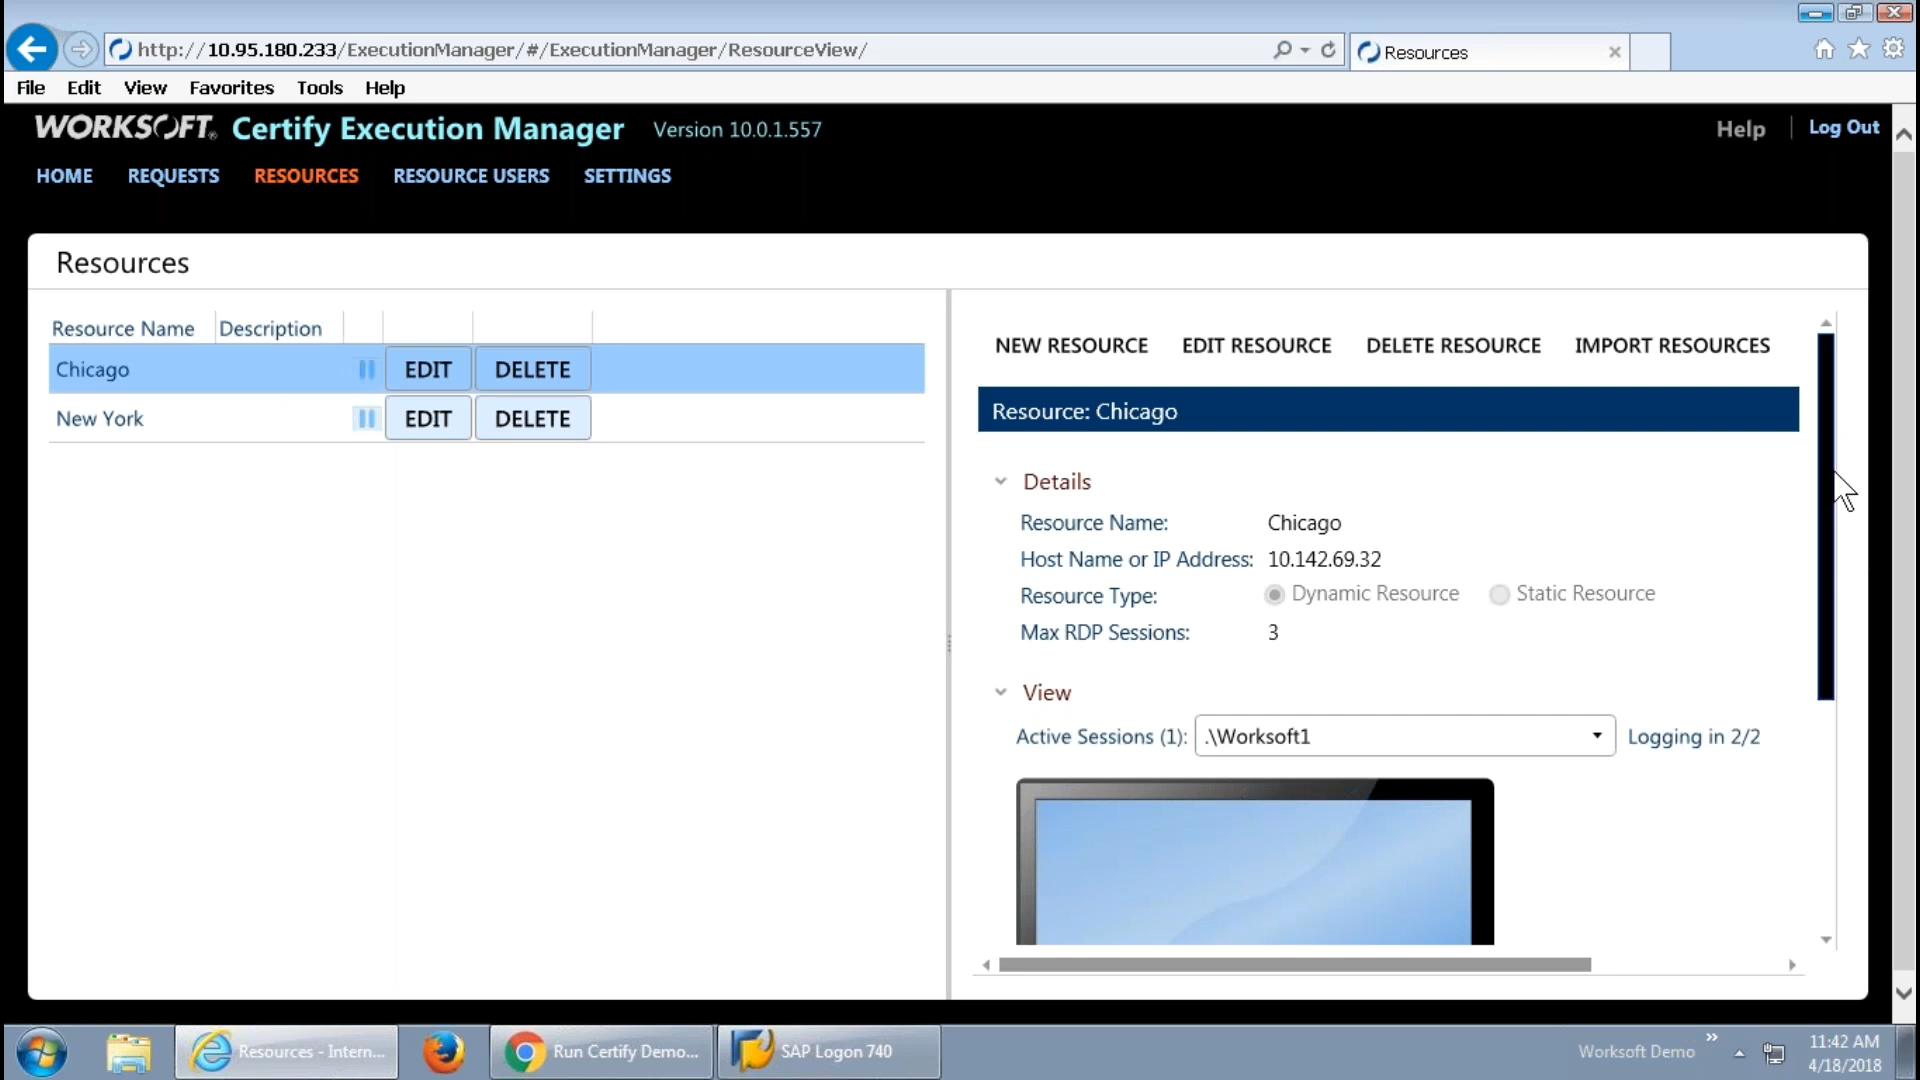 http://10.95.180.233/ExecutionManager/#/ExecutionManager/ResourceView/
Resources
File Edit View Favorites Tools Help
WORKSOFT® Certify Execution Manager Version 10.0.1.557
Help Log Out
HOME REQUESTS RESOURCES RESOURCE USERS SETTINGS
Resources
Resource Name Description
Chicago EDIT DELETE
New York EDIT DELETE
NEW RESOURCE EDIT RESOURCE DELETE RESOURCE IMPORT RESOURCES
Resource: Chicago
Details
Resource Name: Chicago
Host Name or IP Address: 10.142.69.32
Resource Type: Dynamic Resource Static Resource
Max RDP Sessions: 3
View
Active Sessions (1): .\Worksoft1 Logging in 2/2
Resources - Intern...
Run Certify Demo...
SAP Logon 740
Worksoft Demo
11:42 AM
4/18/2018